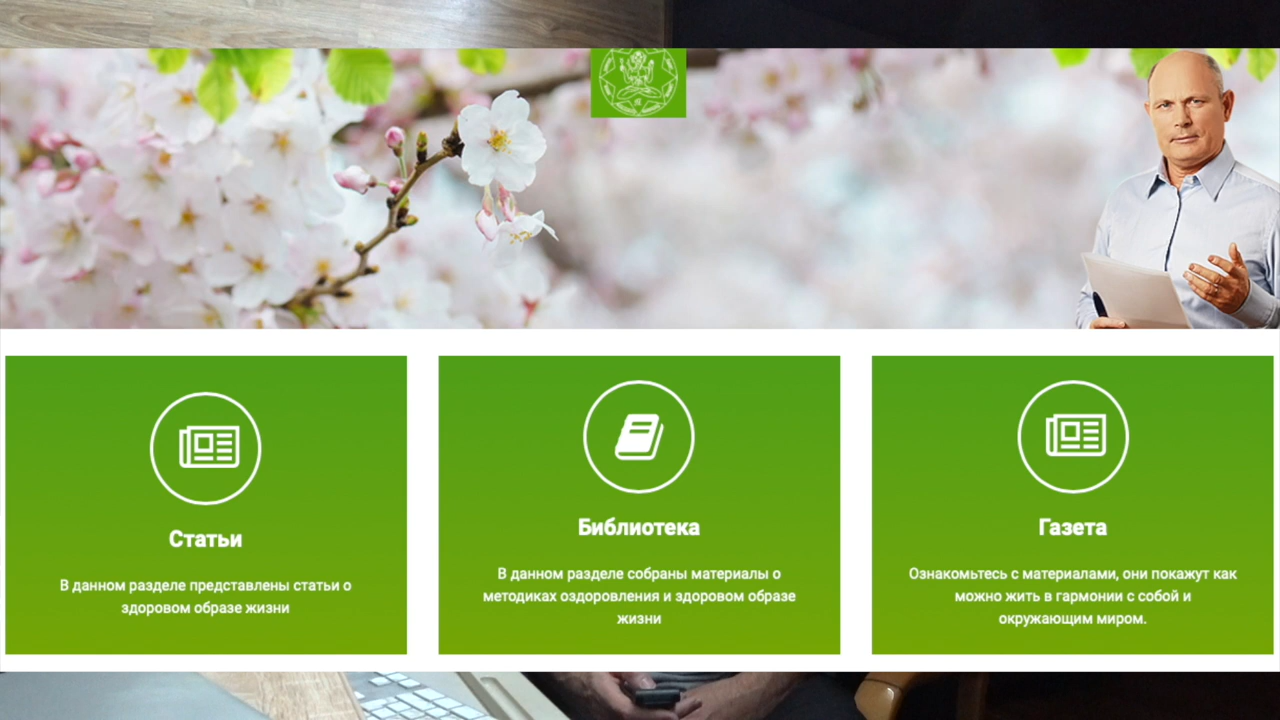 Статьи
В данном разделе представлены статьи о
здоровом образе жизни
Библиотека
В данном разделе собраны материалы о
методиках оздоровления и здоровом образе
жизни
Газета
Ознакомьтесь с материалами, они покажут как
можно жить в гармонии с собой и
окружающим миром.